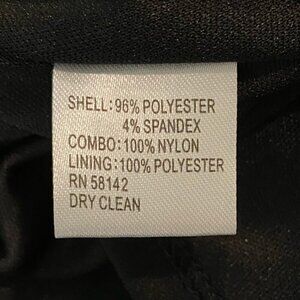 SHELL: 96% POLYESTER
4% SPANDEX
COMBO: 100% NYLON
LINING: 100% POLYESTER
RN 58142
DRY CLEAN